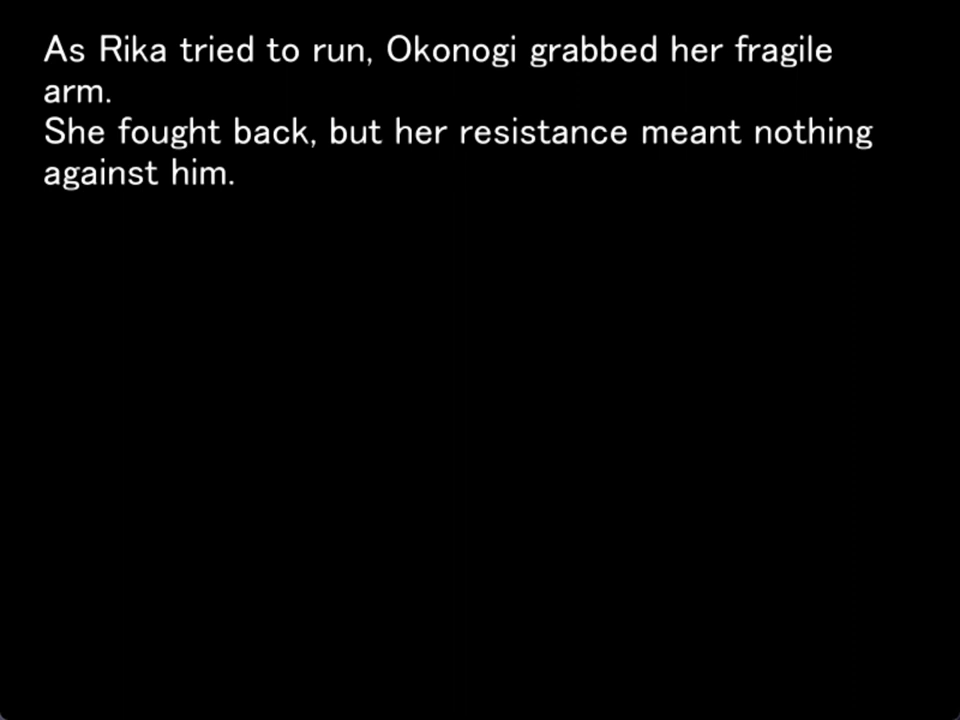 As Rika tried to run, Okonogi grabbed her fragile
arm.
She fought back, but her resistance meant nothing
against him.